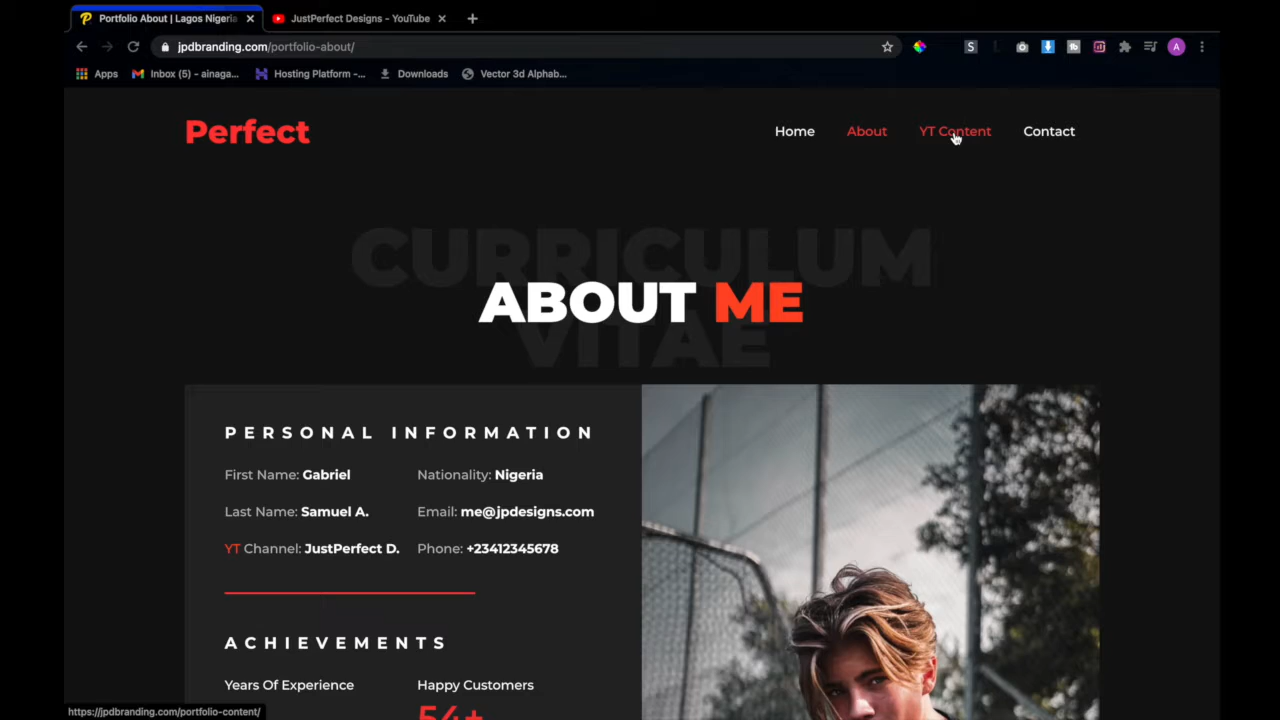 Portfolio About | Lagos Nigeria
JustPerfect Designs - YouTube
jpdbranding.com/portfolio-about/
Apps
Inbox (5) – ainaga...
Hosting Platform -...
Downloads
Vector 3d Alphab...
Perfect
Home
About
YT Content
Contact
CURRICULUM
VITAE
ABOUT ME
PERSONAL INFORMATION
First Name: Gabriel
Nationality: Nigeria
Last Name: Samuel A.
Email: me@jpdesigns.com
YT Channel: JustPerfect D.
Phone: +23412345678
ACHIEVEMENTS
Years Of Experience
Happy Customers
54+
https://jpdbranding.com/portfolio-content/